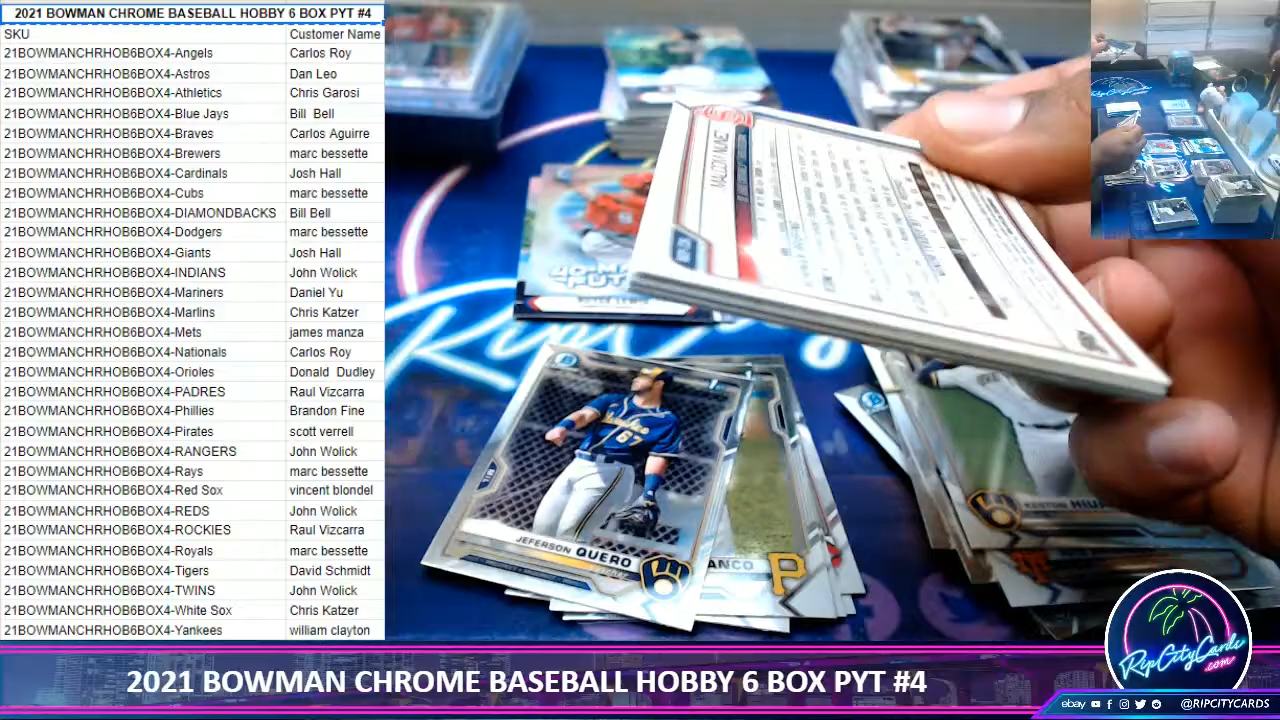 2021 BOWMAN CHROME BASEBALL HOBBY 6 BOX PYT #4
SKU Customer Name
21BOWMANCHRHOB6BOX4-Angels Carlos Roy
21BOWMANCHRHOB6BOX4-Astros Dan Leo
21BOWMANCHRHOB6BOX4-Athletics Chris Garosi
21BOWMANCHRHOB6BOX4-Blue Jays Bill Bell
21BOWMANCHRHOB6BOX4-Braves Carlos Aguirre
21BOWMANCHRHOB6BOX4-Brewers marc bessette
21BOWMANCHRHOB6BOX4-Cardinals Josh Hall
21BOWMANCHRHOB6BOX4-Cubs marc bessette
21BOWMANCHRHOB6BOX4-DIAMONDBACKS Bill Bell
21BOWMANCHRHOB6BOX4-Dodgers marc bessette
21BOWMANCHRHOB6BOX4-Giants Josh Hall
21BOWMANCHRHOB6BOX4-INDIANS John Wolick
21BOWMANCHRHOB6BOX4-Mariners Daniel Yu
21BOWMANCHRHOB6BOX4-Marlins Chris Katzer
21BOWMANCHRHOB6BOX4-Mets james manza
21BOWMANCHRHOB6BOX4-Nationals Carlos Roy
21BOWMANCHRHOB6BOX4-Orioles Donald Dudley
21BOWMANCHRHOB6BOX4-PADRES Raul Vizcarra
21BOWMANCHRHOB6BOX4-Phillies Brandon Fine
21BOWMANCHRHOB6BOX4-Pirates scott verrell
21BOWMANCHRHOB6BOX4-RANGERS John Wolick
21BOWMANCHRHOB6BOX4-Rays marc bessette
21BOWMANCHRHOB6BOX4-Red Sox vincent blondel
21BOWMANCHRHOB6BOX4-REDS John Wolick
21BOWMANCHRHOB6BOX4-ROCKIES Raul Vizcarra
21BOWMANCHRHOB6BOX4-Royals marc bessette
21BOWMANCHRHOB6BOX4-Tigers David Schmidt
21BOWMANCHRHOB6BOX4-TWINS John Wolick
21BOWMANCHRHOB6BOX4-White Sox Chris Katzer
21BOWMANCHRHOB6BOX4-Yankees william clayton
JEFERSON QUERO
67
P
KESTON HIU
RipCityCards
.com
2021 BOWMAN CHROME BASEBALL HOBBY 6 BOX PYT #4
ebay @RIPCITYCARDS